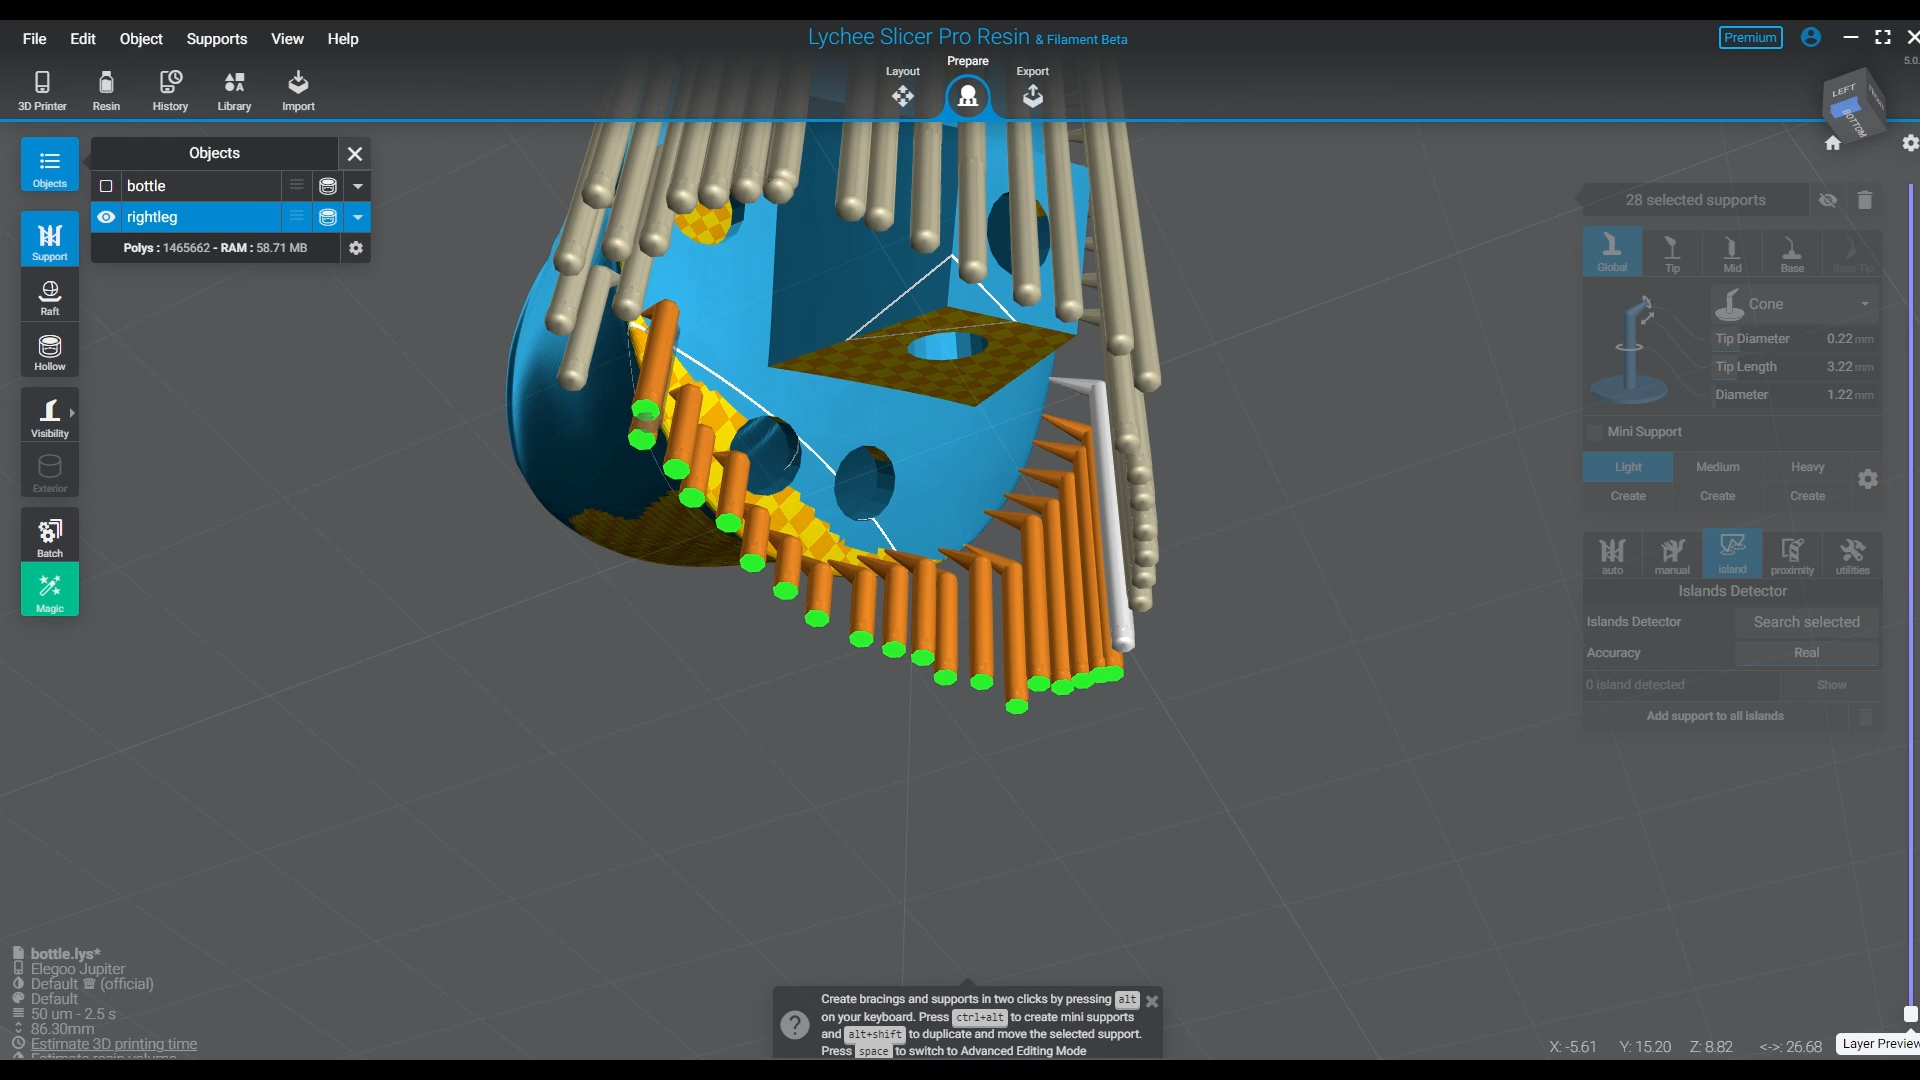 File Edit Object Supports View Help
Lychee Slicer Pro Resin & Filament Beta
Premium
5.0.
3D Printer Resin History Library Import
Layout Prepare Export
LEFT
BOTTOM
Objects
Objects
bottle
rightleg
Polys : 1465662 - RAM : 58.71 MB
Support
Raft
Hollow
Visibility
Exterior
Batch
Magic
28 selected supports
Global Tip Mid Base Base Tip
Cone
Tip Diameter 0.22 mm
Tip Length 3.22 mm
Diameter 1.22 mm
Mini Support
Light Medium Heavy
Create Create Create
auto manual island proximity utilities
Islands Detector
Islands Detector Search selected
Accuracy Real
0 island detected Show
Add support to all islands
bottle.lys*
Elegoo Jupiter
Default (official)
Default
50 um - 2.5 s
86.30mm
Estimate 3D printing time
Estimate resin volume
Create bracings and supports in two clicks by pressing alt
on your keyboard. Press ctrl+alt to create mini supports
and alt+shift to duplicate and move the selected support.
Press space to switch to Advanced Editing Mode
X: -5.61 Y: 15.20 Z: 8.82 <->: 26.68
Layer Preview